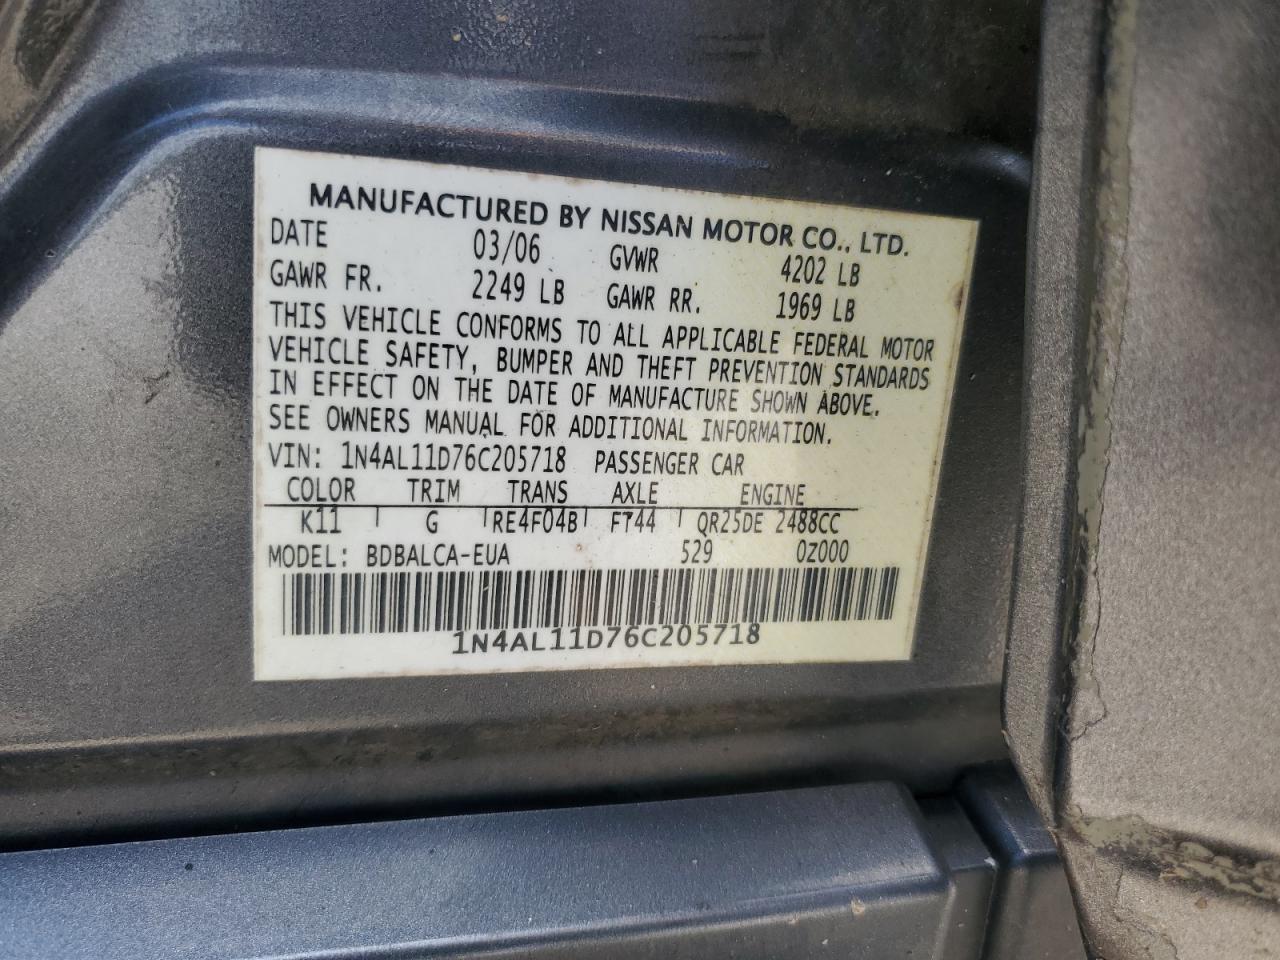 MANUFACTURED BY NISSAN MOTOR CO., LTD.
DATE 03/06 GVWR 4202 LB
GAWR FR. 2249 LB GAWR RR. 1969 LB
THIS VEHICLE CONFORMS TO ALL APPLICABLE FEDERAL MOTOR
VEHICLE SAFETY, BUMPER AND THEFT PREVENTION STANDARDS
IN EFFECT ON THE DATE OF MANUFACTURE SHOWN ABOVE.
SEE OWNERS MANUAL FOR ADDITIONAL INFORMATION.
VIN: 1N4AL11D76C205718 PASSENGER CAR
COLOR TRIM TRANS AXLE ENGINE
K11 G RE4F04B F744 QR25DE 2488CC
MODEL: BDBALCA-EUA 529 0Z000
1N4AL11D76C205718